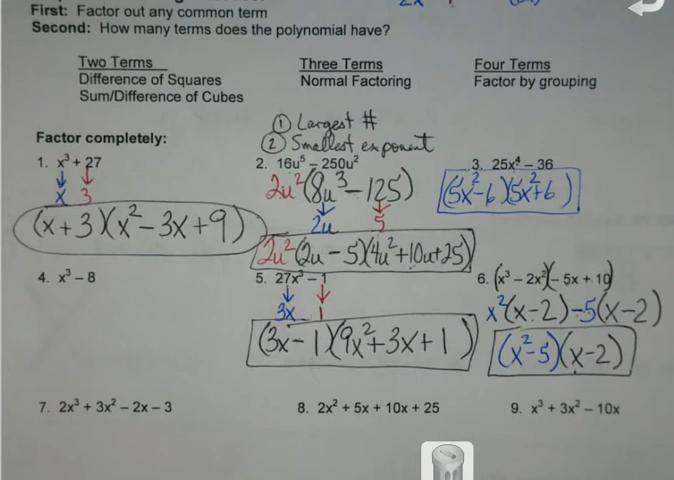 First: Factor out any common term
Second: How many terms does the polynomial have?
Two Terms
Difference of Squares
Sum/Difference of Cubes
Three Terms
Normal Factoring
Four Terms
Factor by grouping
① Largest #
② Smallest exponent
Factor completely:
1. x³ + 27
x 3
(x + 3)(x² - 3x + 9)
2. 16u⁵ – 250u²
2u²(8u³ - 125)
2u 5
2u²(2u - 5)(4u² + 10u + 25)
3. 25x⁴ – 36
(5x² - 6)(5x² + 6)
4. x³ – 8
5. 27x³ – 1
3x 1
(3x - 1)(9x² + 3x + 1)
6. (x³ – 2x²)(– 5x + 10)
x²(x - 2) - 5(x - 2)
(x² - 5)(x - 2)
7. 2x³ + 3x² – 2x – 3
8. 2x² + 5x + 10x + 25
9. x³ + 3x² – 10x